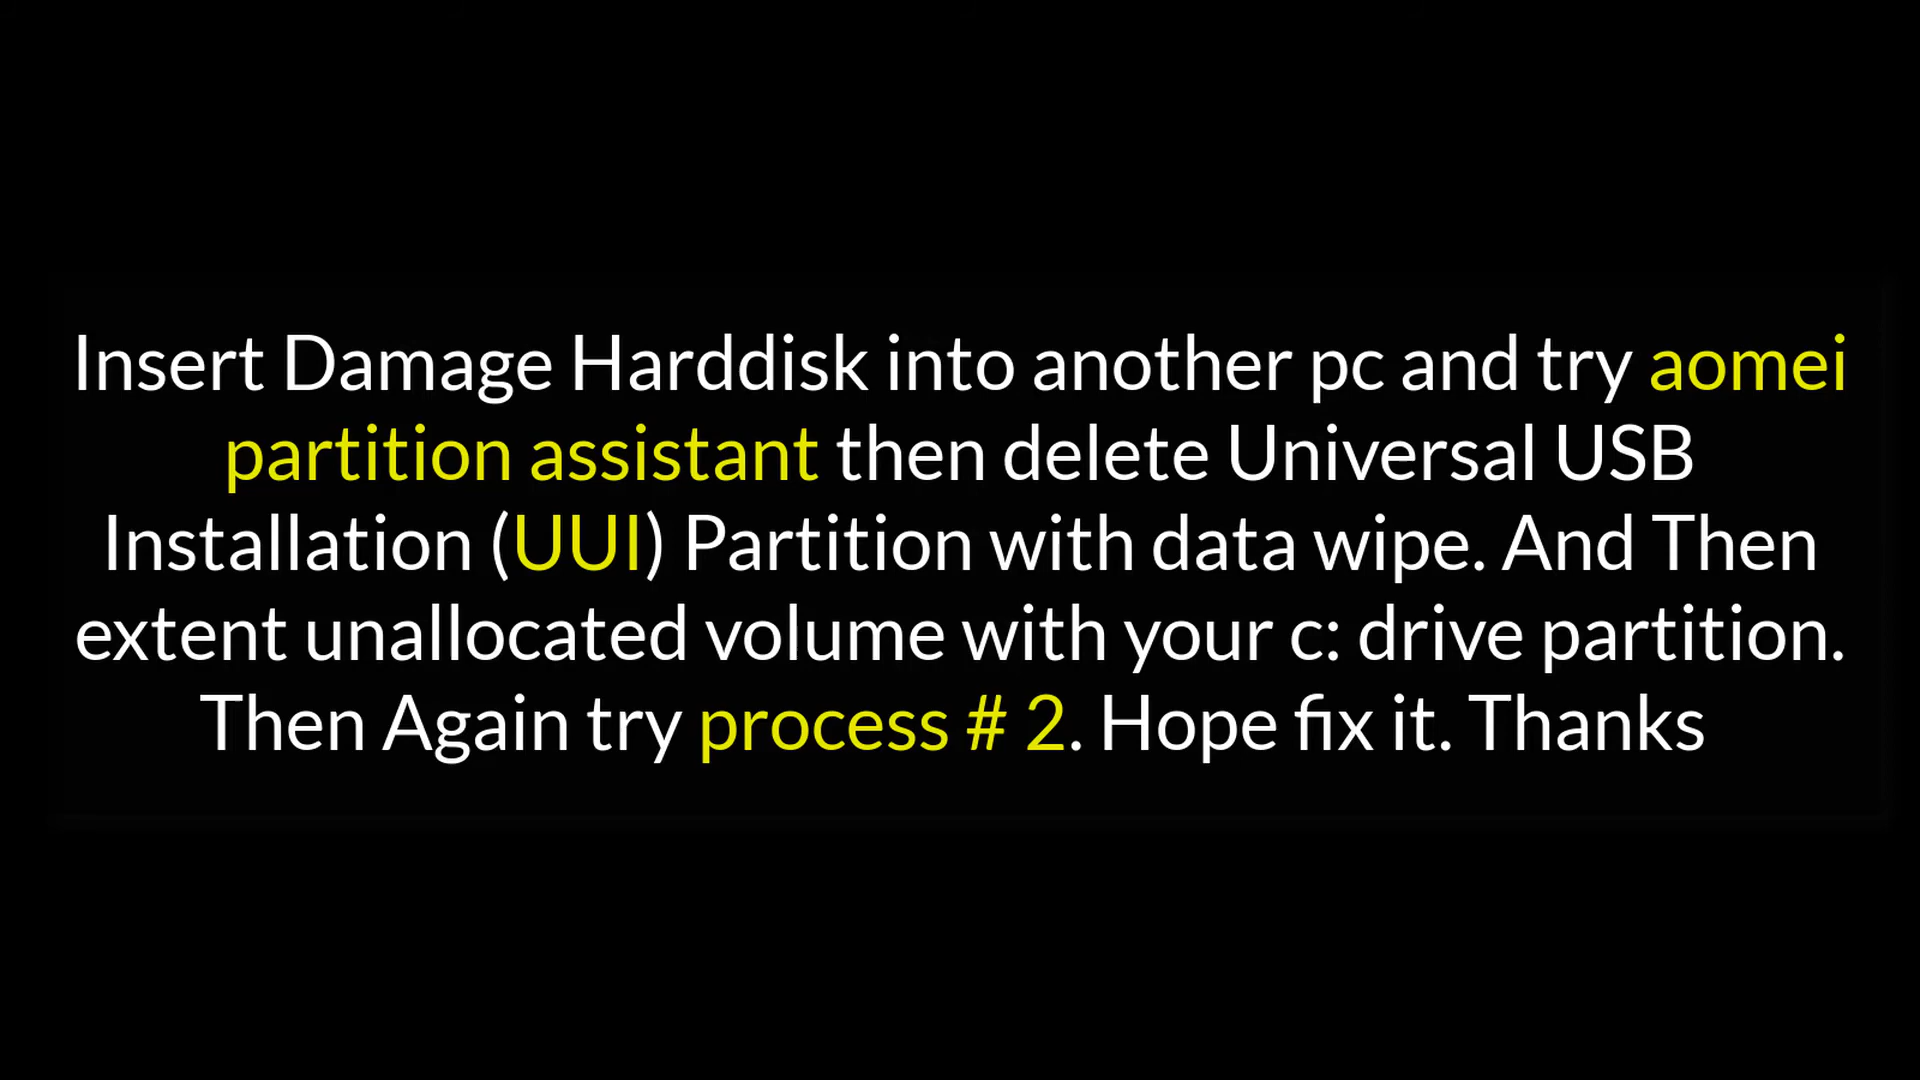 Insert Damage Harddisk into another pc and try aomei
partition assistant then delete Universal USB
Installation (UUI) Partition with data wipe. And Then
extent unallocated volume with your c: drive partition.
Then Again try process # 2. Hope fix it. Thanks